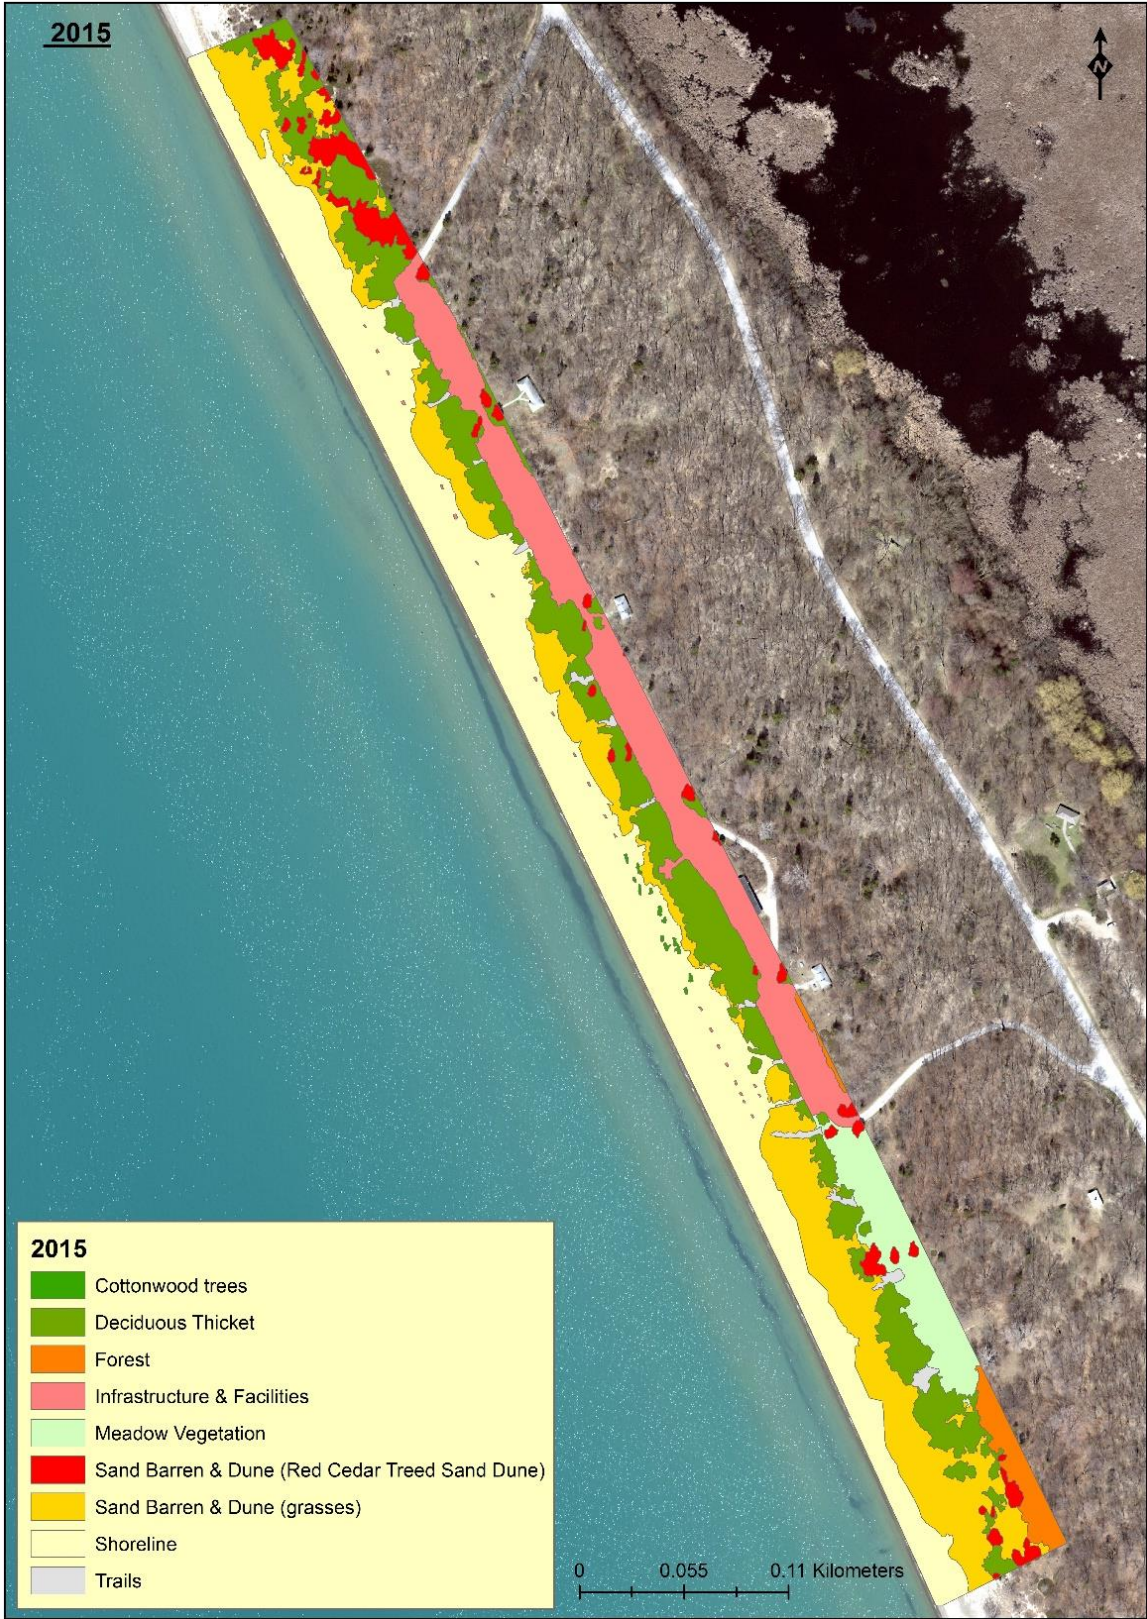 2015
N
2015
Cottonwood trees
Deciduous Thicket
Forest
Infrastructure & Facilities
Meadow Vegetation
Sand Barren & Dune (Red Cedar Treed Sand Dune)
Sand Barren & Dune (grasses)
Shoreline
Trails
0 0.055 0.11 Kilometers